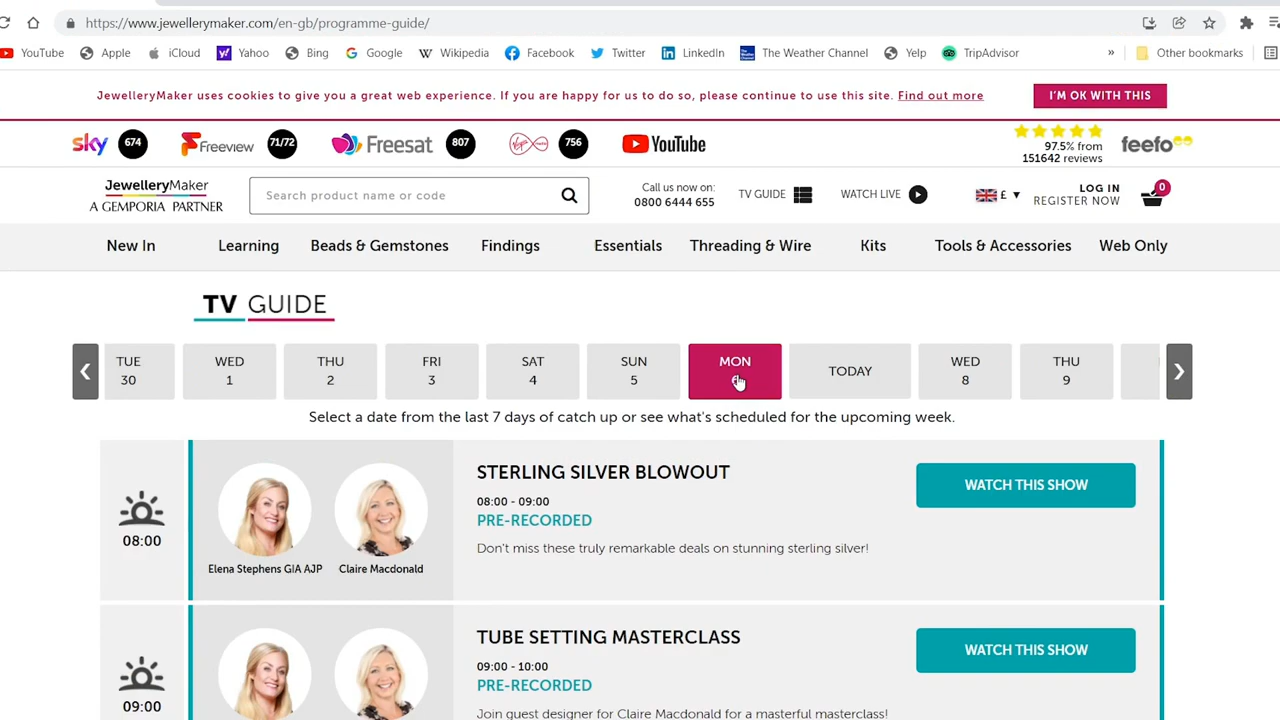 https://www.jewellerymaker.com/en-gb/programme-guide/
YouTube Apple iCloud Yahoo Bing Google Wikipedia Facebook Twitter LinkedIn The Weather Channel Yelp TripAdvisor » Other bookmarks
JewelleryMaker uses cookies to give you a great web experience. If you are happy for us to do so, please continue to use this site. Find out more I'M OK WITH THIS
sky 674 Freeview 71/72 Freesat 807 756 YouTube
97.5% from
151642 reviews
feefo
JewelleryMaker
A GEMPORIA PARTNER
Search product name or code
Call us now on:
0800 6444 655
TV GUIDE WATCH LIVE £ ▼
LOG IN
REGISTER NOW
0
New In Learning Beads & Gemstones Findings Essentials Threading & Wire Kits Tools & Accessories Web Only
TV GUIDE
TUE WED THU FRI SAT SUN MON TODAY WED THU
30 1 2 3 4 5 8 9
Select a date from the last 7 days of catch up or see what's scheduled for the upcoming week.
08:00
Elena Stephens GIA AJP Claire Macdonald
STERLING SILVER BLOWOUT
08:00 - 09:00
PRE-RECORDED
Don't miss these truly remarkable deals on stunning sterling silver!
WATCH THIS SHOW
09:00
TUBE SETTING MASTERCLASS
09:00 - 10:00
PRE-RECORDED
Join guest designer for Claire Macdonald for a masterful masterclass!
WATCH THIS SHOW